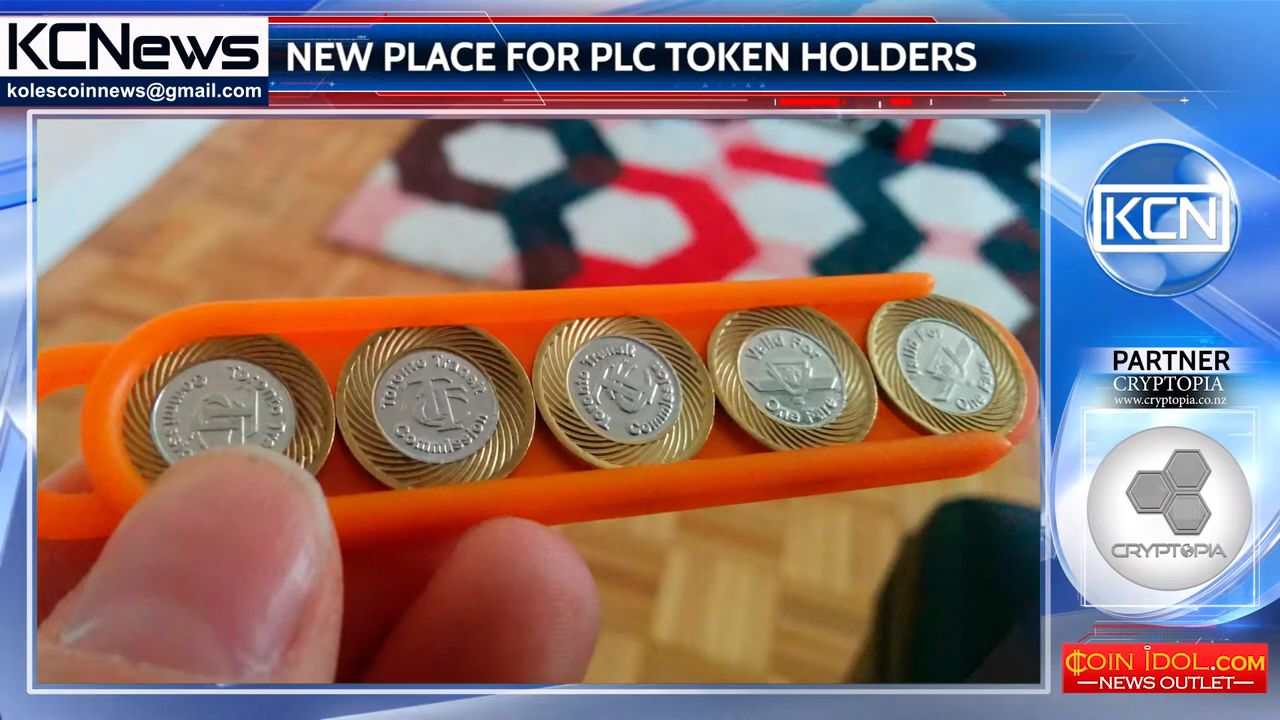 KCNews
kolescoinnews@gmail.com
NEW PLACE FOR PLC TOKEN HOLDERS
KCN
PARTNER
CRYPTOPIA
www.cryptopia.co.nz
CRYPTOPIA
COIN IDOL.COM
—NEWS OUTLET—
Toronto
Toronto Transit
Commission
Toronto Transit
Commission
Valid For
One Fare
Valid For
One Fare